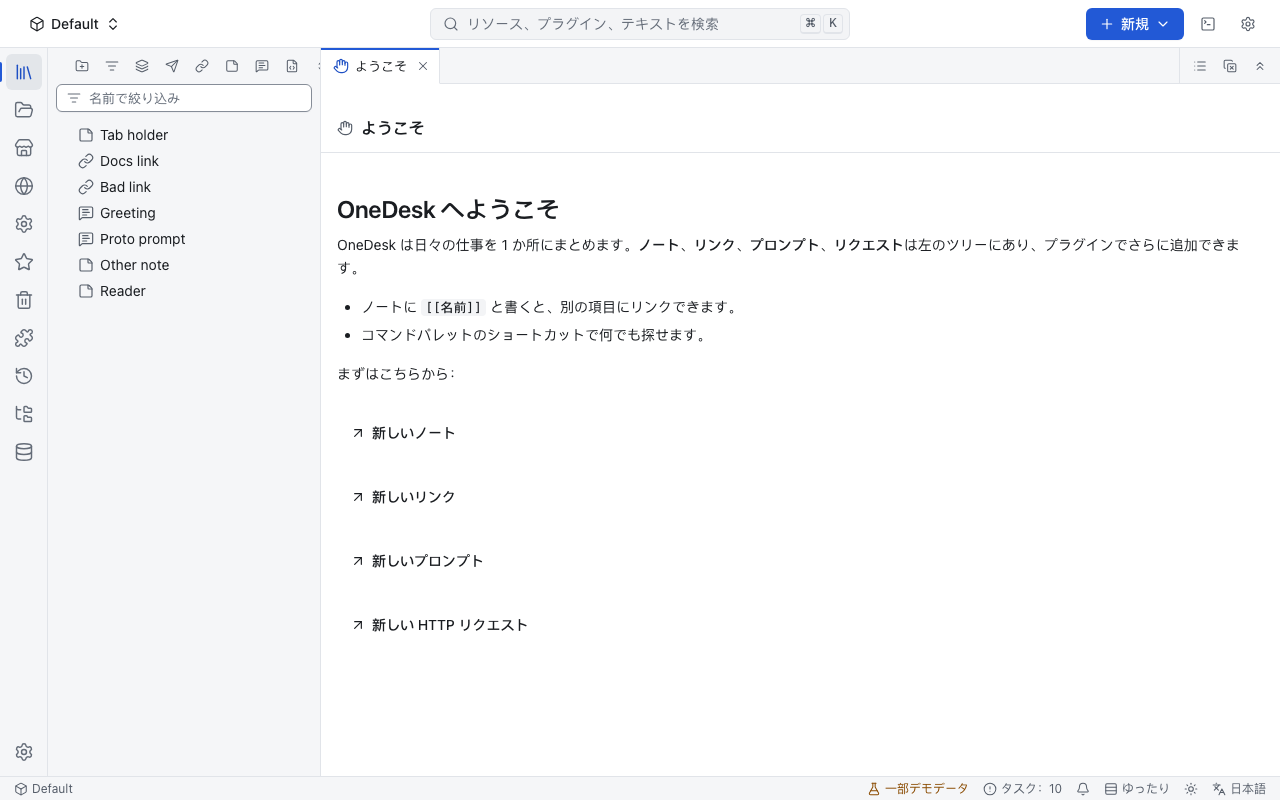 Default
リソース、プラグイン、テキストを検索
⌘ K
新規
名前で絞り込み
Tab holder
Docs link
Bad link
Greeting
Proto prompt
Other note
Reader
ようこそ
ようこそ
OneDesk へようこそ
OneDesk は日々の仕事を 1 か所にまとめます。ノート、リンク、プロンプト、リクエストは左のツリーにあり、プラグインでさらに追加できま
す。
• ノートに [[名前]] と書くと、別の項目にリンクできます。
• コマンドパレットのショートカットで何でも探せます。
まずはこちらから:
新しいノート
新しいリンク
新しいプロンプト
新しい HTTP リクエスト
Default
一部デモデータ
タスク: 10
ゆったり
日本語